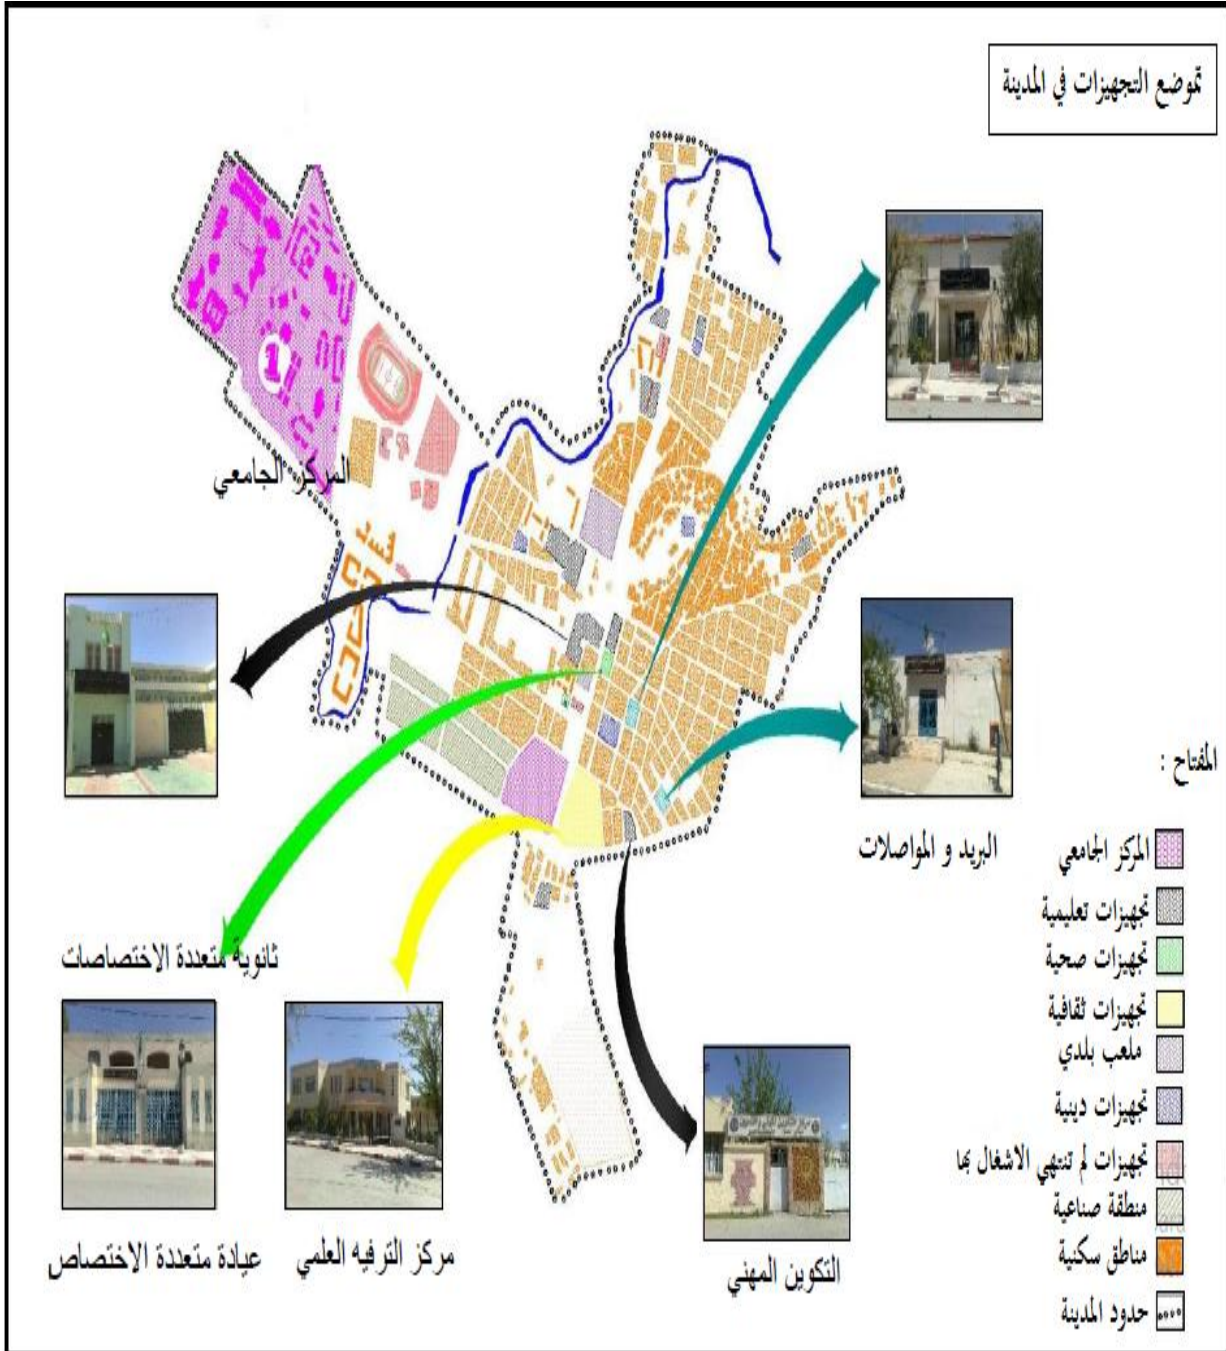 تموضع التجهيزات في المدينة
1
المركز الجامعي
البريد و المواصلات
ثانوية متعددة الاختصاصات
عيادة متعددة الاختصاص
مركز الترفيه العلمي
التكوين المهني
المفتاح :
المركز الجامعي
تجهيزات تعليمية
تجهيزات صحية
تجهيزات ثقافية
ملعب بلدي
تجهيزات دينية
تجهيزات لم تنتهي الاشغال بها
منطقة صناعية
مناطق سكنية
حدود المدينة